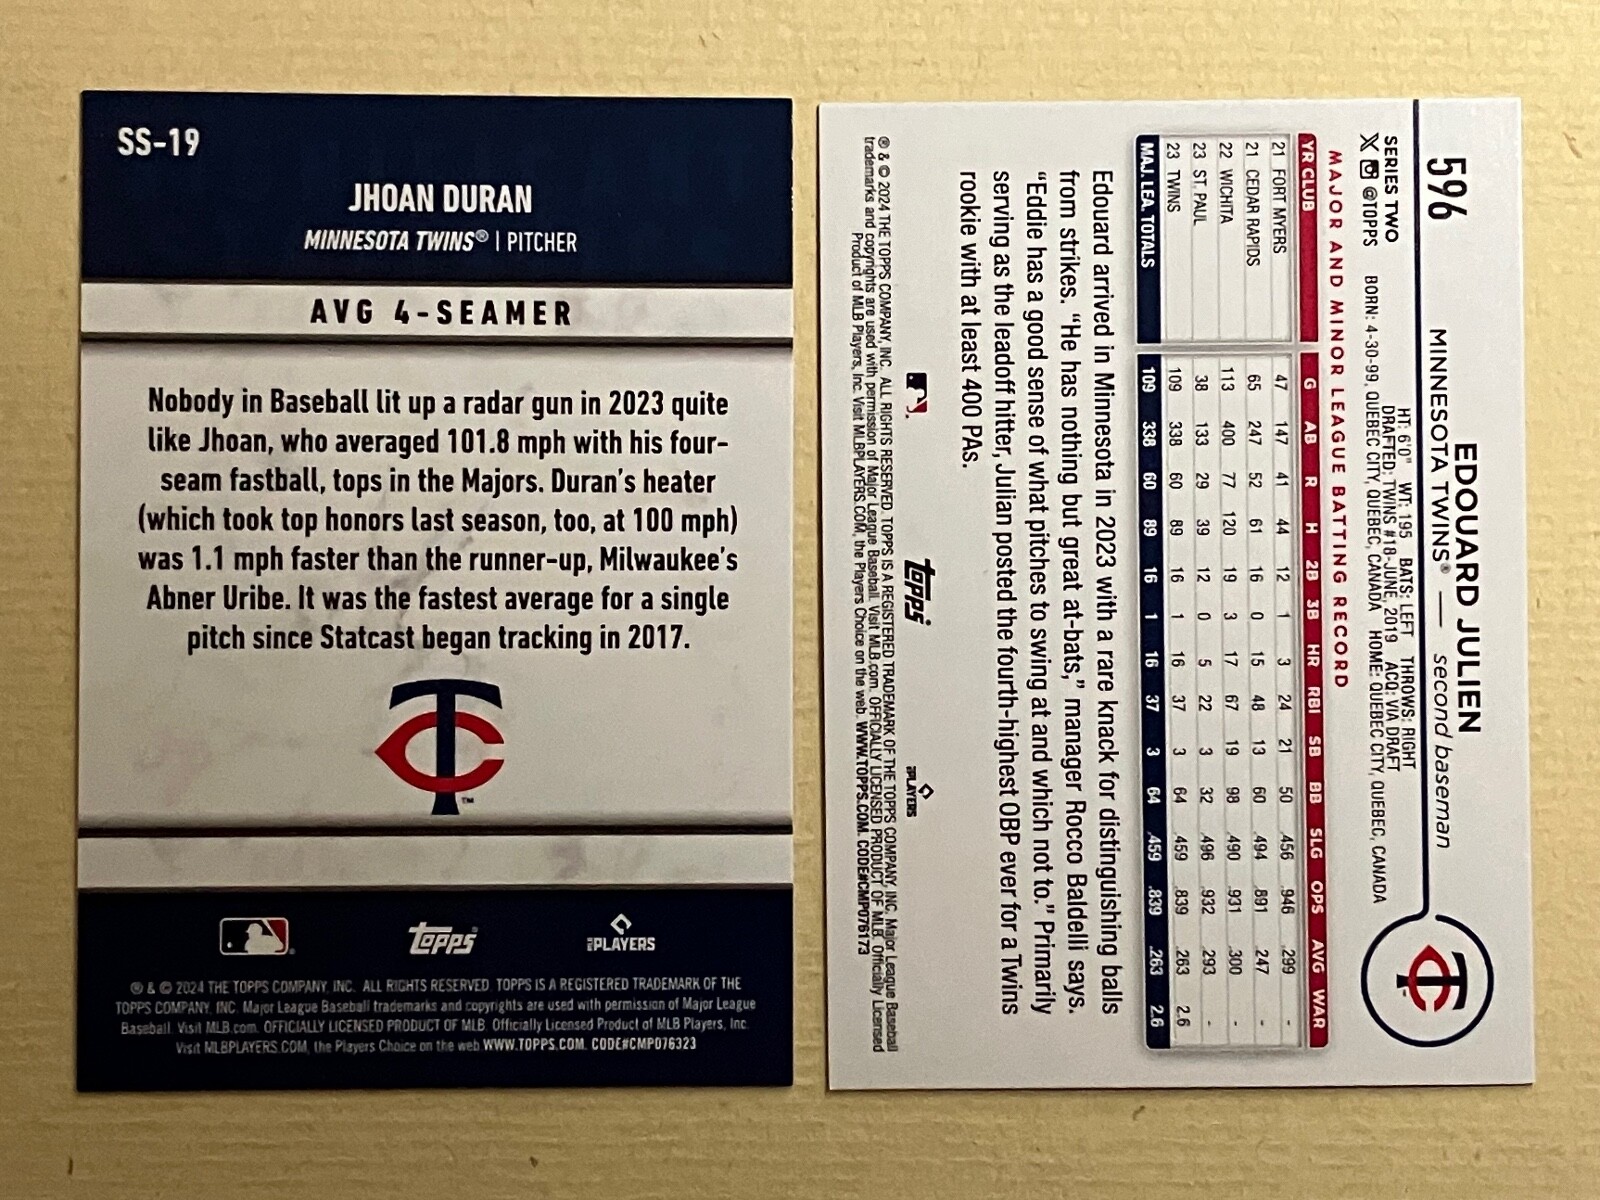 SS-19
JHOAN DURAN
MINNESOTA TWINS® | PITCHER
AVG 4-SEAMER
Nobody in Baseball lit up a radar gun in 2023 quite
like Jhoan, who averaged 101.8 mph with his four-
seam fastball, tops in the Majors. Duran's heater
(which took top honors last season, too, at 100 mph)
was 1.1 mph faster than the runner-up, Milwaukee's
Abner Uribe. It was the fastest average for a single
pitch since Statcast began tracking in 2017.
TC™
topps
MLB PLAYERS
® & © 2024 THE TOPPS COMPANY, INC. ALL RIGHTS RESERVED. TOPPS IS A REGISTERED TRADEMARK OF THE
TOPPS COMPANY, INC. Major League Baseball trademarks and copyrights are used with permission of Major League
Baseball. Visit MLB.com. OFFICIALLY LICENSED PRODUCT OF MLB. Officially Licensed Product of MLB Players, Inc.
Visit MLBPLAYERS.COM, the Players Choice on the web. WWW.TOPPS.COM. CODE#CMP076323
596
EDOUARD JULIEN
MINNESOTA TWINS® — second baseman
TC
SERIES TWO
X @TOPPS
HT: 6'0" WT: 195 BATS: LEFT THROWS: RIGHT
DRAFTED: TWINS #18-JUNE, 2019 ACQ: VIA DRAFT
BORN: 4-30-99, QUEBEC CITY, QUEBEC, CANADA HOME: QUEBEC CITY, QUEBEC, CANADA
MAJOR AND MINOR LEAGUE BATTING RECORD
YR CLUB G AB R H 2B 3B HR RBI SB BB SLG OPS AVG WAR
21 FORT MYERS 47 147 41 44 12 1 3 24 21 50 .456 .946 .299 -
21 CEDAR RAPIDS 65 247 52 61 16 0 15 48 13 60 .494 .891 .247 -
22 WICHITA 113 400 77 120 19 3 17 67 19 98 .490 .931 .300 -
23 ST. PAUL 38 133 29 39 12 0 5 22 3 32 .496 .932 .293 -
23 TWINS 109 338 60 89 16 1 16 37 3 64 .459 .839 .263 2.6
MAJ. LEA. TOTALS 109 338 60 89 16 1 16 37 3 64 .459 .839 .263 2.6
Edouard arrived in Minnesota in 2023 with a rare knack for distinguishing balls
from strikes. "He has nothing but great at-bats," manager Rocco Baldelli says.
"Eddie has a good sense of what pitches to swing at and which not to." Primarily
serving as the leadoff hitter, Julian posted the fourth-highest OBP ever for a Twins
rookie with at least 400 PAs.
topps
MLB PLAYERS
® & © 2024 THE TOPPS COMPANY, INC. ALL RIGHTS RESERVED. TOPPS IS A REGISTERED TRADEMARK OF THE TOPPS COMPANY, INC. Major League Baseball
trademarks and copyrights are used with permission of Major League Baseball. Visit MLB.com. OFFICIALLY LICENSED PRODUCT OF MLB. Officially Licensed
Product of MLB Players, Inc. Visit MLBPLAYERS.COM, the Players Choice on the web. WWW.TOPPS.COM. CODE#CMP076173